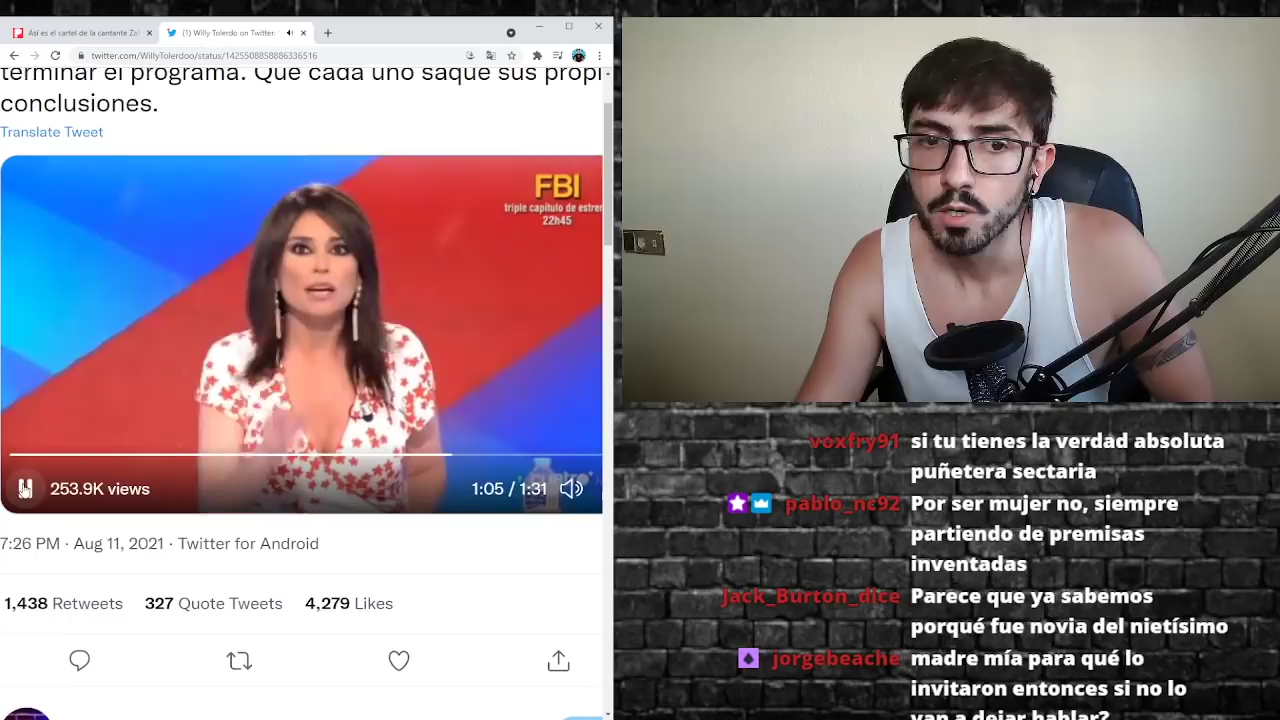 Así es el cartel de la cantante Za
(1) Willy Tolerdo on Twitter:
twitter.com/WillyTolerdoo/status/1425508858886336516
terminar el programa. Que cada uno saque sus propi
conclusiones.
Translate Tweet
FBI
triple capítulo de estren
22h45
253.9K views
1:05 / 1:31
7:26 PM · Aug 11, 2021 · Twitter for Android
1,438 Retweets 327 Quote Tweets 4,279 Likes
voxfry91 si tu tienes la verdad absoluta
puñetera sectaria
pablo_nc92 Por ser mujer no, siempre
partiendo de premisas
inventadas
Jack_Burton_dice Parece que ya sabemos
porqué fue novia del nietísimo
jorgebeache madre mía para qué lo
invitaron entonces si no lo
van a dejar hablar?